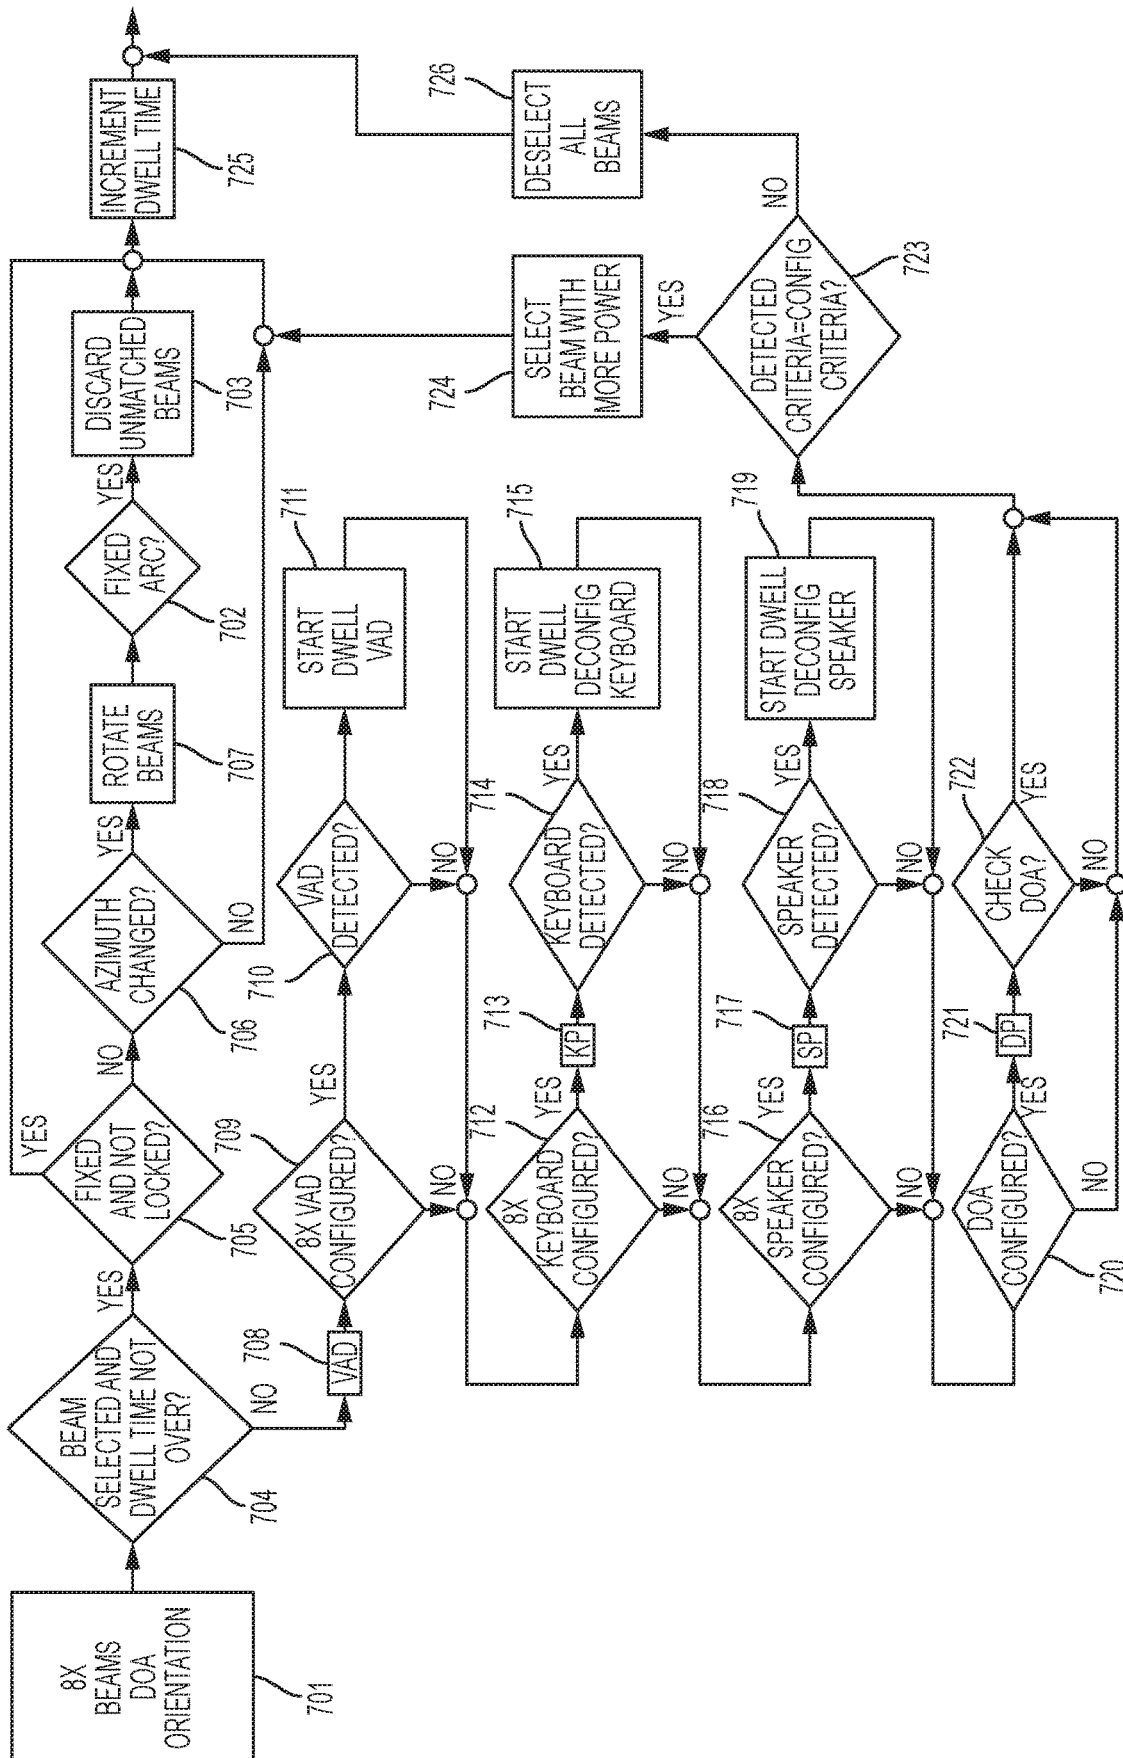 8X
BEAMS
DOA
ORIENTATION
701
BEAM
SELECTED AND
DWELL TIME NOT
OVER?
704
YES
NO
FIXED
AND NOT
LOCKED?
705
YES
NO
AZIMUTH
CHANGED?
706
YES
NO
ROTATE
BEAMS
707
FIXED
ARC?
702
YES
DISCARD
UNMATCHED
BEAMS
703
INCREMENT
DWELL TIME
725
VAD
708
8X VAD
CONFIGURED?
709
YES
NO
VAD
DETECTED?
710
NO
START
DWELL
VAD
711
8X
KEYBOARD
CONFIGURED?
712
YES
NO
KP
713
KEYBOARD
DETECTED?
714
YES
NO
START
DWELL
DECONFIG
KEYBOARD
715
8X
SPEAKER
CONFIGURED?
716
YES
NO
SP
717
SPEAKER
DETECTED?
718
YES
NO
START DWELL
DECONFIG
SPEAKER
719
DOA
CONFIGURED?
720
YES
NO
DP
721
CHECK
DOA?
722
YES
NO
DETECTED
CRITERIA=CONFIG
CRITERIA?
723
YES
NO
SELECT
BEAM WITH
MORE POWER
724
DESELECT
ALL
BEAMS
726